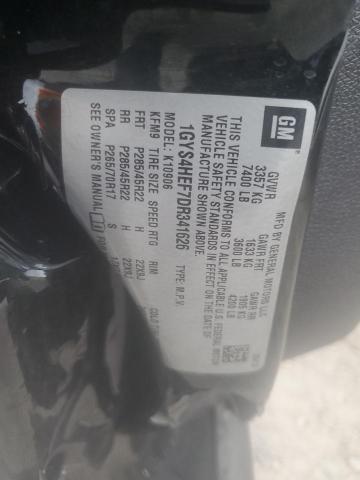 GM
MFD BY GENERAL MOTORS LLC
GVWR GAWR FRT GAWR RR
3357 KG 1633 KG 1905 KG
7400 LB 3600 LB 4200 LB
THIS VEHICLE CONFORMS TO ALL APPLICABLE U.S. FEDERAL MOTOR
VEHICLE SAFETY STANDARDS IN EFFECT ON THE DATE OF
MANUFACTURE SHOWN ABOVE.
1GYS4HEF7DR341628 TYPE: M.P.V.
MODEL: K10906
KFM9 TIRE SIZE SPEED RTG RIM COLD
FRT P285/45R22 H 22X9J
RR P285/45R22 H 22X9J
SPA P265/70R17 S
SEE OWNER'S MANUAL